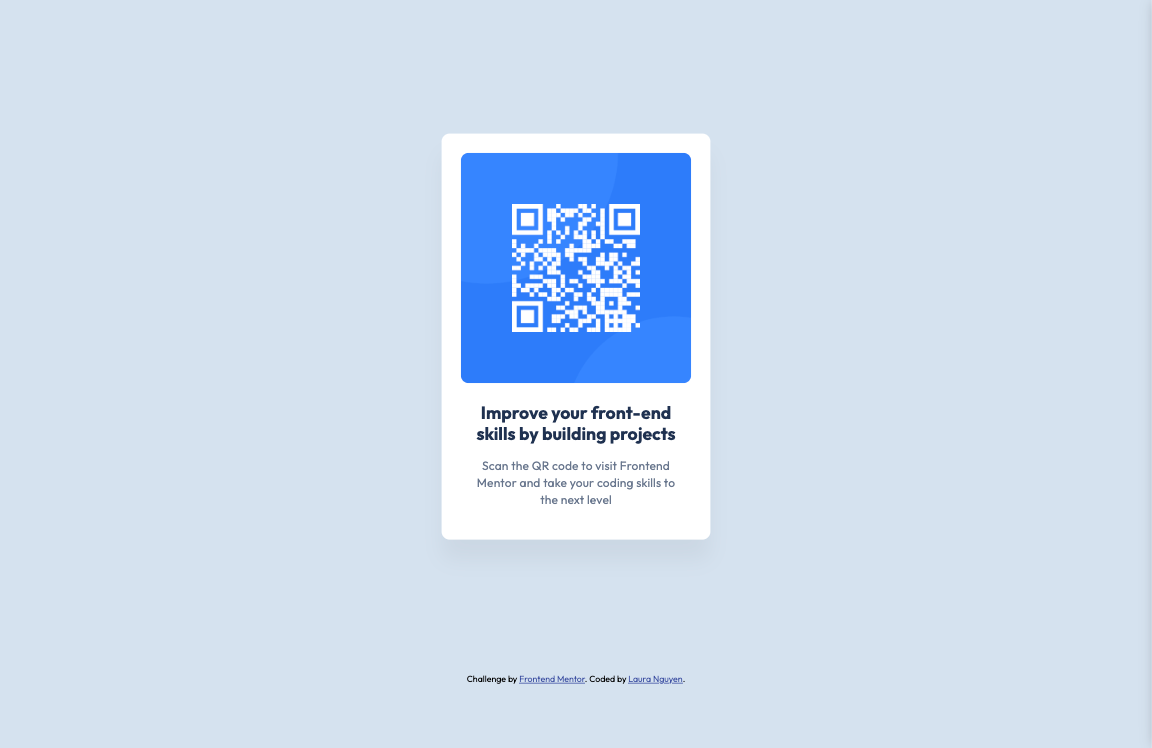 Improve your front-end
skills by building projects
Scan the QR code to visit Frontend
Mentor and take your coding skills to
the next level
Challenge by Frontend Mentor. Coded by Laura Nguyen.